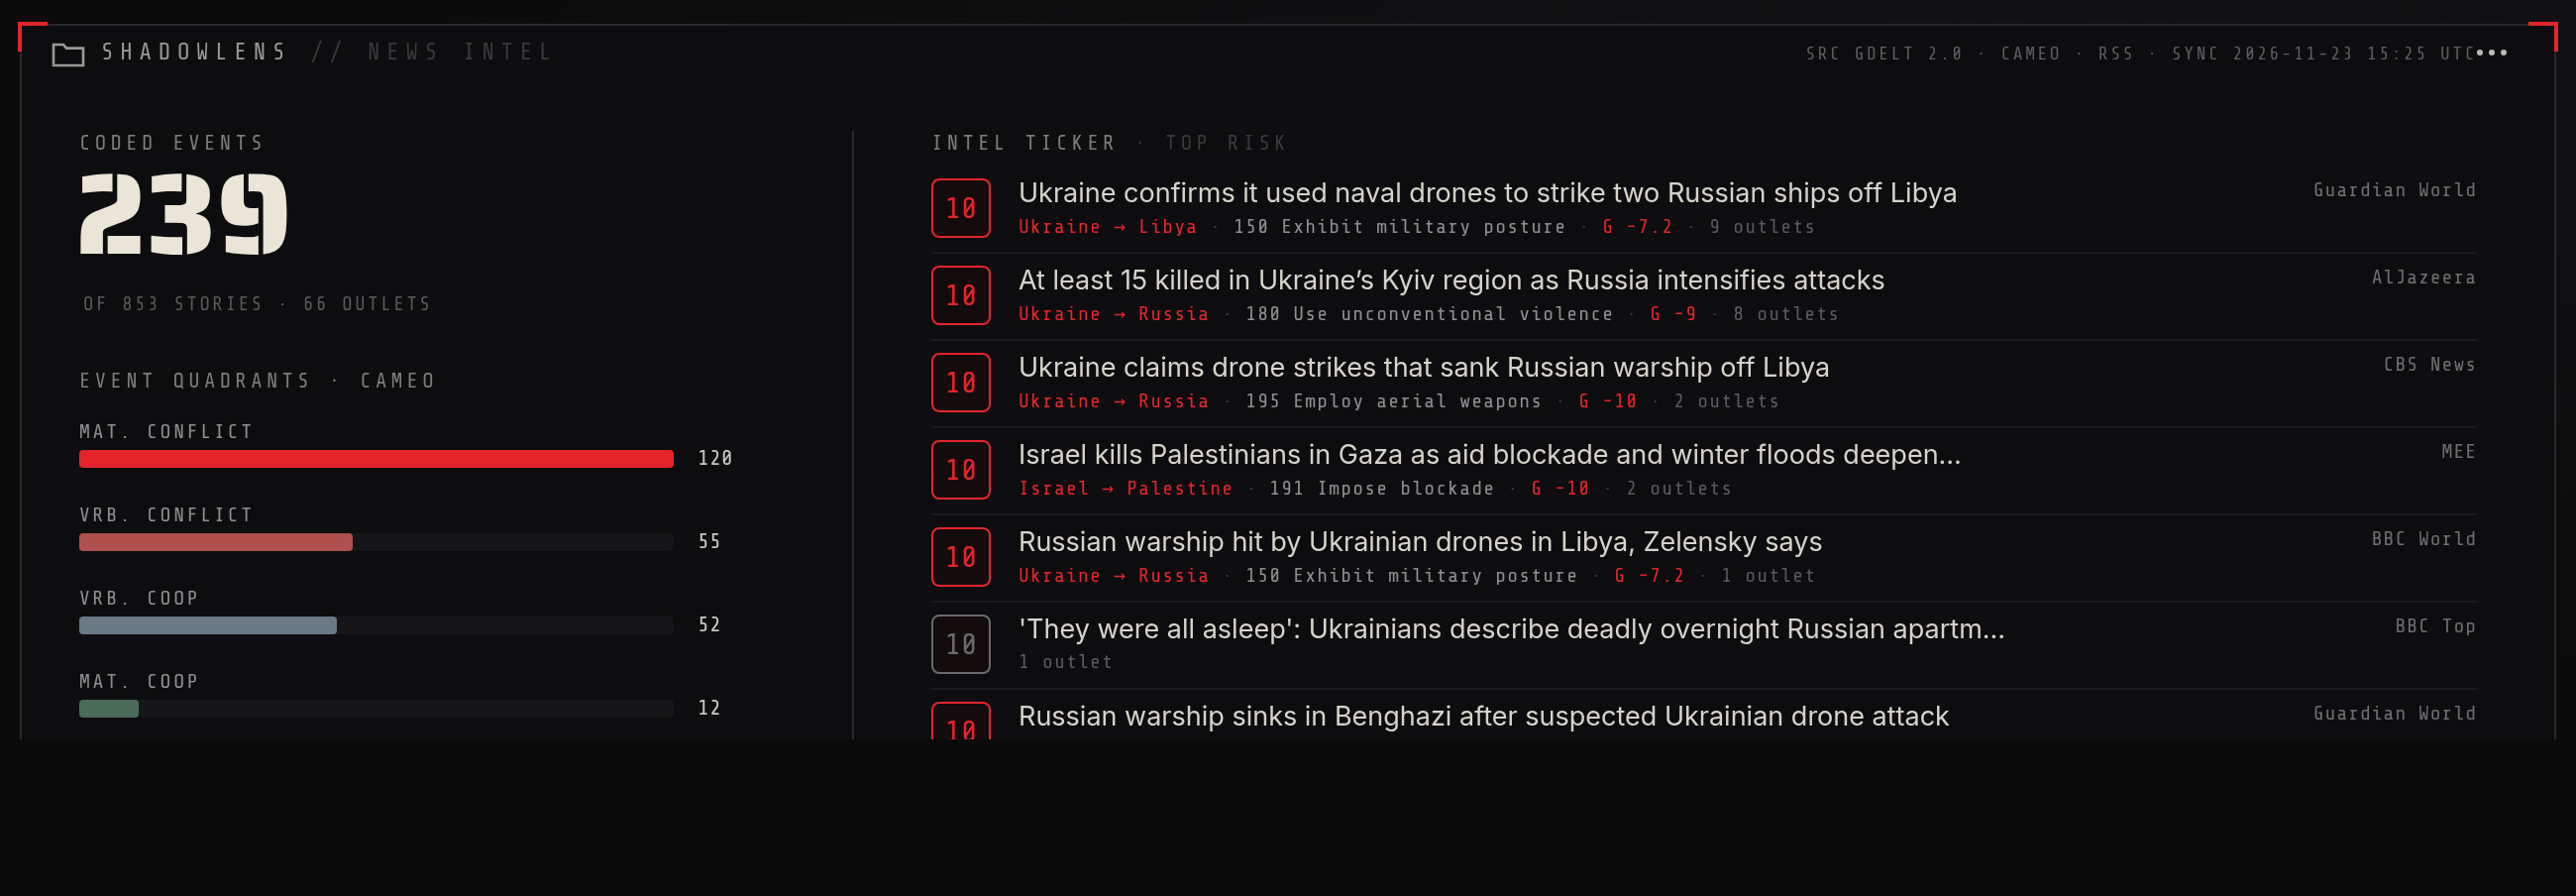 SHADOWLENS // NEWS INTEL
SRC GDELT 2.0 · CAMEO · RSS · SYNC 2026-11-23 15:25 UTC
CODED EVENTS
239
OF 853 STORIES · 66 OUTLETS
EVENT QUADRANTS · CAMEO
MAT. CONFLICT
120
VRB. CONFLICT
55
VRB. COOP
52
MAT. COOP
12
INTEL TICKER · TOP RISK
10 Ukraine confirms it used naval drones to strike two Russian ships off Libya Guardian World
Ukraine → Libya · 150 Exhibit military posture · G -7.2 · 9 outlets
10 At least 15 killed in Ukraine’s Kyiv region as Russia intensifies attacks AlJazeera
Ukraine → Russia · 180 Use unconventional violence · G -9 · 8 outlets
10 Ukraine claims drone strikes that sank Russian warship off Libya CBS News
Ukraine → Russia · 195 Employ aerial weapons · G -10 · 2 outlets
10 Israel kills Palestinians in Gaza as aid blockade and winter floods deepen… MEE
Israel → Palestine · 191 Impose blockade · G -10 · 2 outlets
10 Russian warship hit by Ukrainian drones in Libya, Zelensky says BBC World
Ukraine → Russia · 150 Exhibit military posture · G -7.2 · 1 outlet
10 'They were all asleep': Ukrainians describe deadly overnight Russian apartm… BBC Top
1 outlet
10 Russian warship sinks in Benghazi after suspected Ukrainian drone attack Guardian World